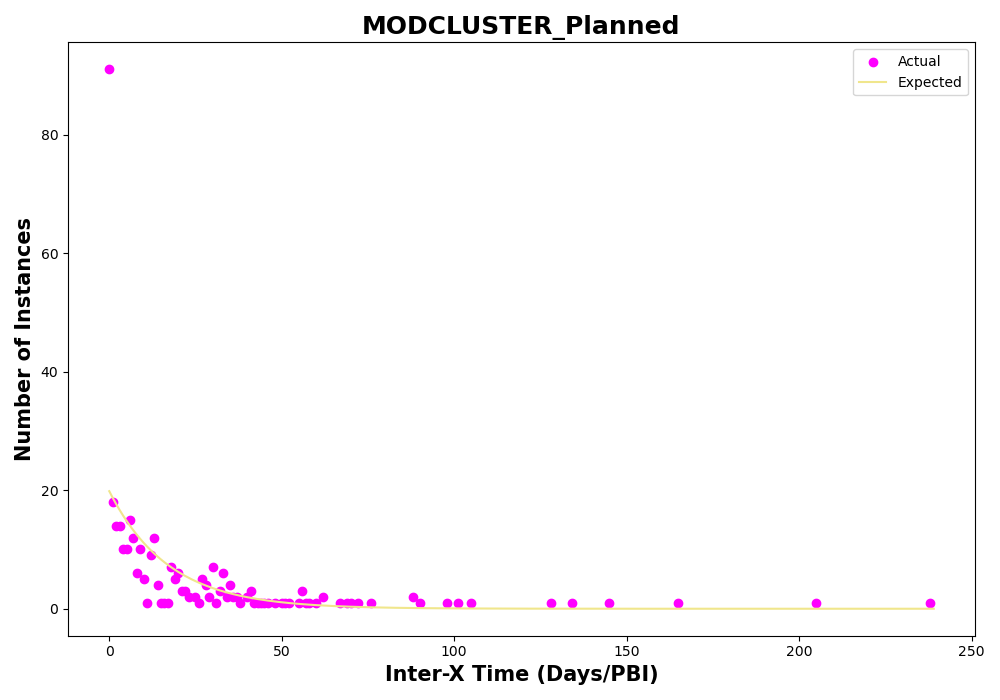 MODCLUSTER_Planned
Actual
Expected
Number of Instances
80
60
40
20
0
0
50
100
150
200
250
Inter-X Time (Days/PBI)